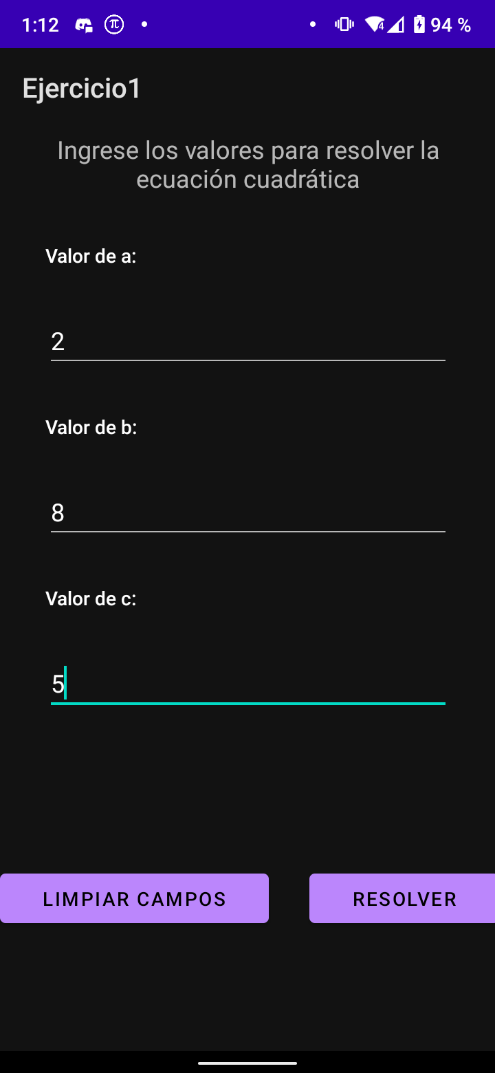 1:12
94 %
Ejercicio1
Ingrese los valores para resolver la
ecuación cuadrática
Valor de a:
2
Valor de b:
8
Valor de c:
5
LIMPIAR CAMPOS
RESOLVER